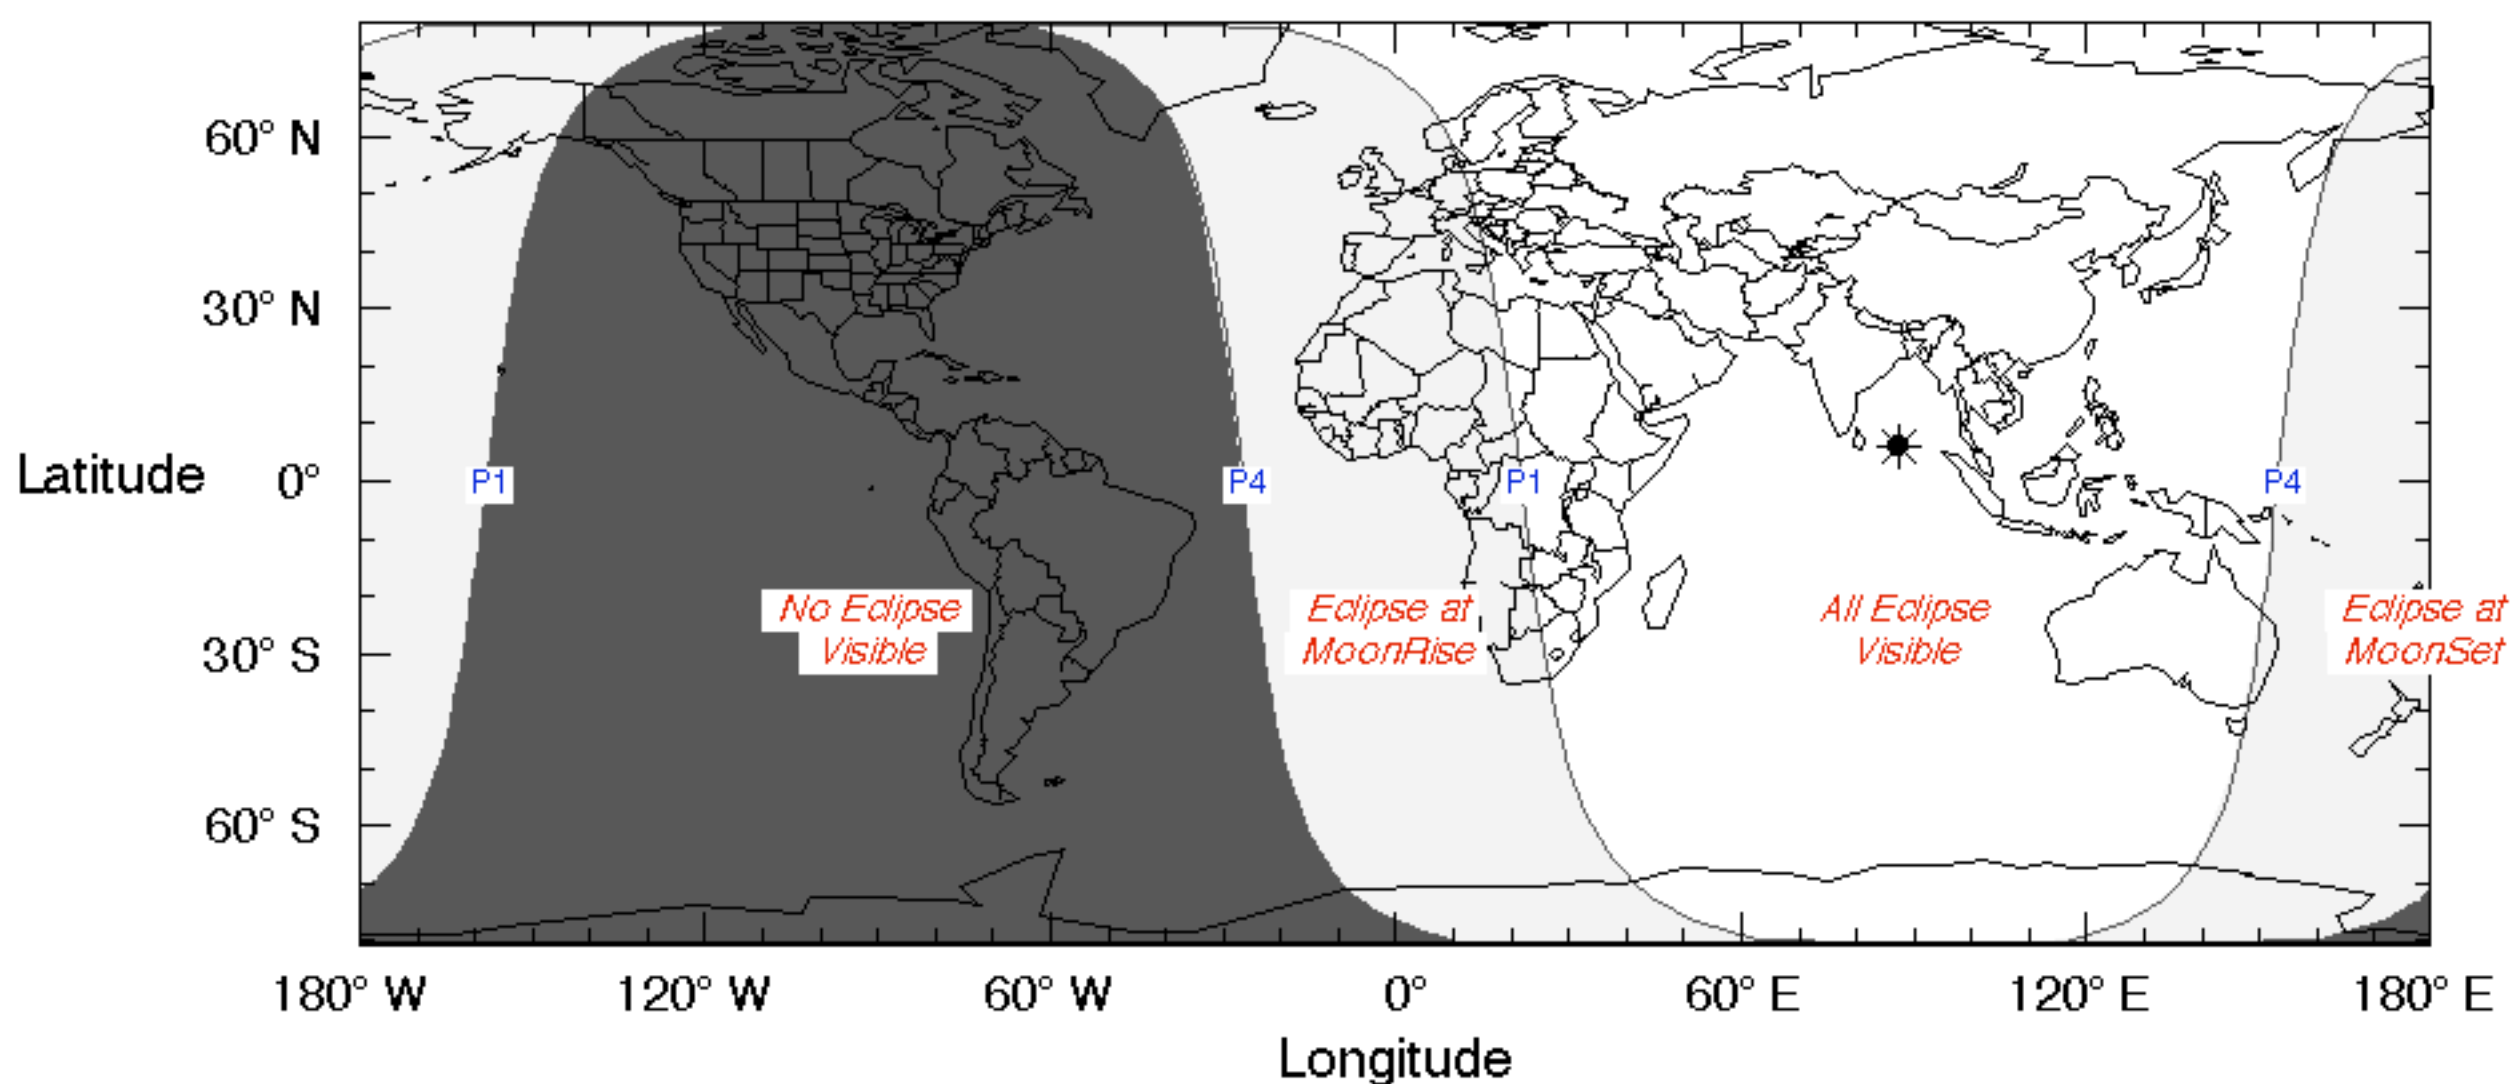 60° N
30° N
Latitude
0°
30° S
60° S
P1
P4
P1
P4
No Eclipse
Visible
Eclipse at
MoonRise
All Eclipse
Visible
Eclipse at
MoonSet
180° W
120° W
60° W
0°
60° E
120° E
180° E
Longitude